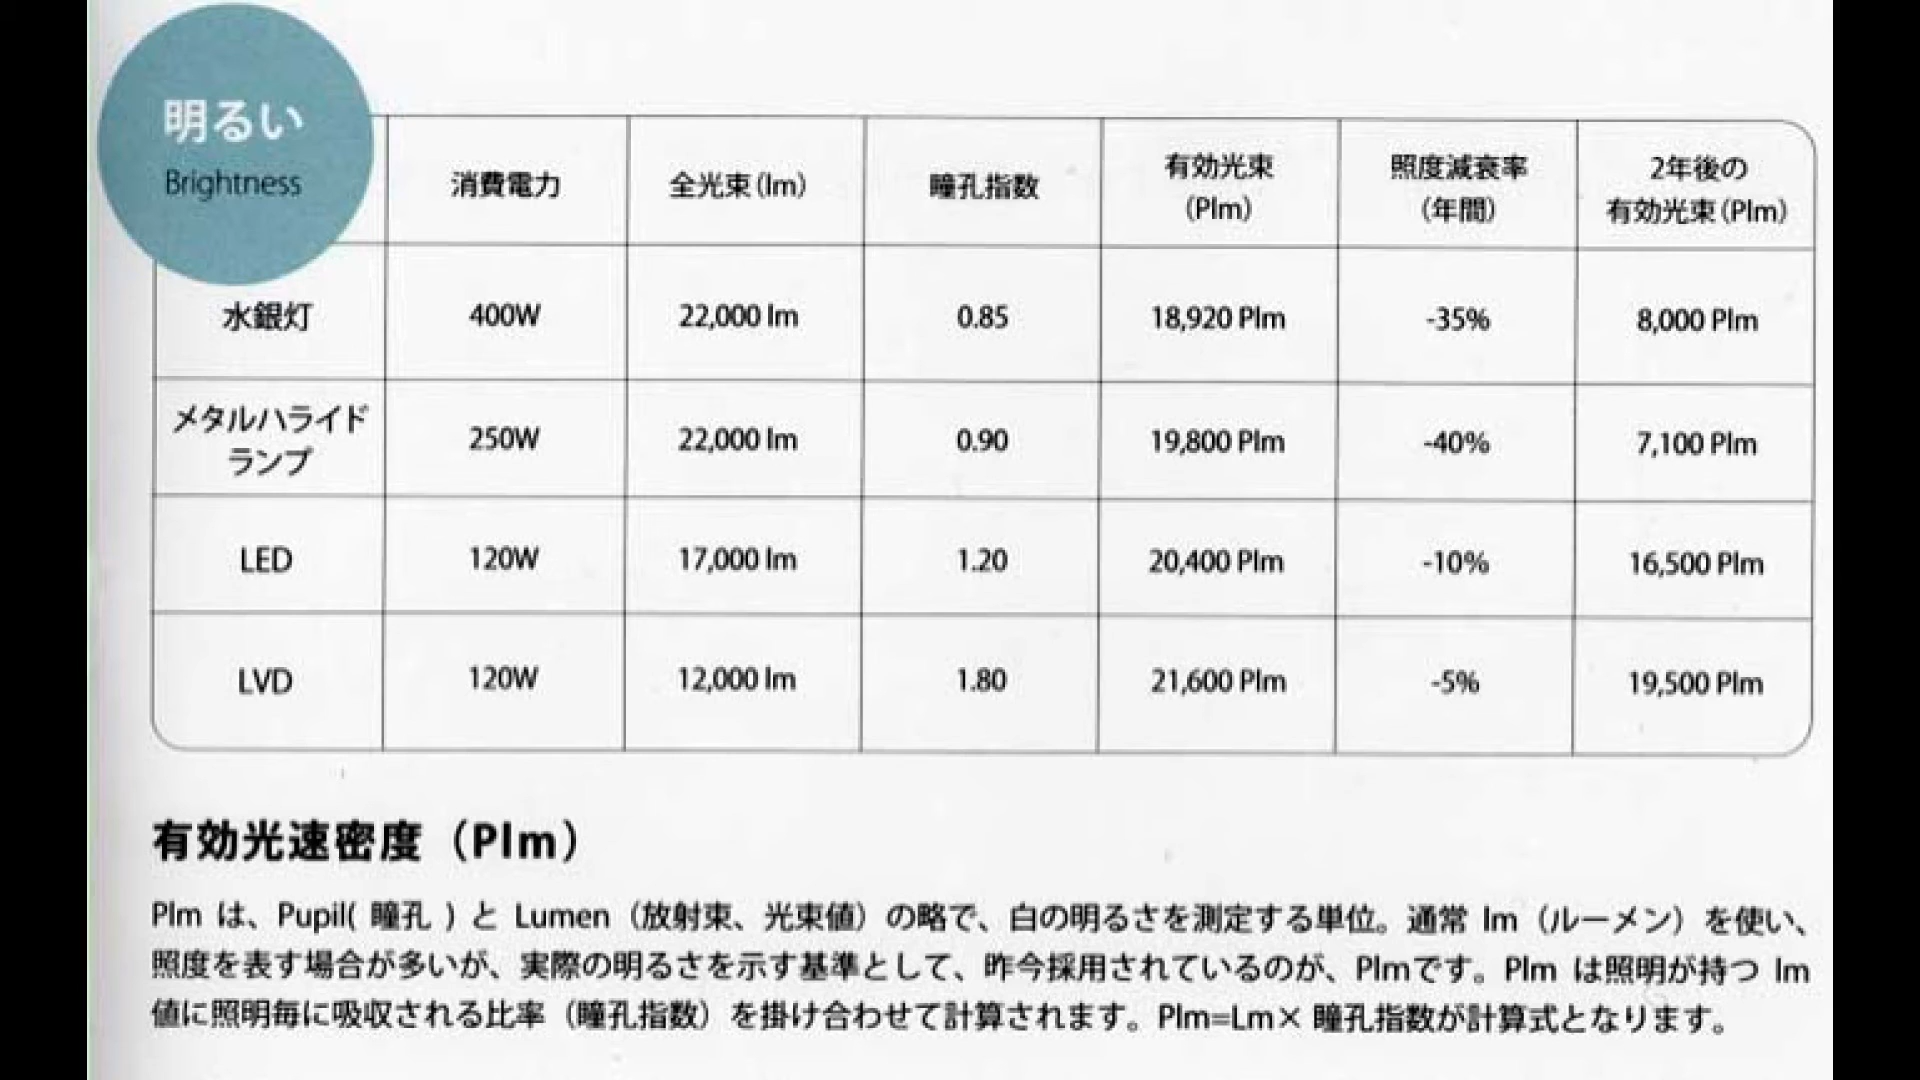 明るい
Brightness
消費電力
全光束(lm)
瞳孔指数
有効光束
(Plm)
照度減衰率
(年間)
2年後の
有効光束(Plm)
水銀灯
400W
22,000 lm
0.85
18,920 Plm
-35%
8,000 Plm
メタルハライド
ランプ
250W
22,000 lm
0.90
19,800 Plm
-40%
7,100 Plm
LED
120W
17,000 lm
1.20
20,400 Plm
-10%
16,500 Plm
LVD
120W
12,000 lm
1.80
21,600 Plm
-5%
19,500 Plm
有効光速密度（Plm）
Plm は、Pupil( 瞳孔 ) と Lumen（放射束、光束値）の略で、白の明るさを測定する単位。通常 lm（ルーメン）を使い、
照度を表す場合が多いが、実際の明るさを示す基準として、昨今採用されているのが、Plmです。Plm は照明が持つ lm
値に照明毎に吸収される比率（瞳孔指数）を掛け合わせて計算されます。Plm=Lm× 瞳孔指数が計算式となります。